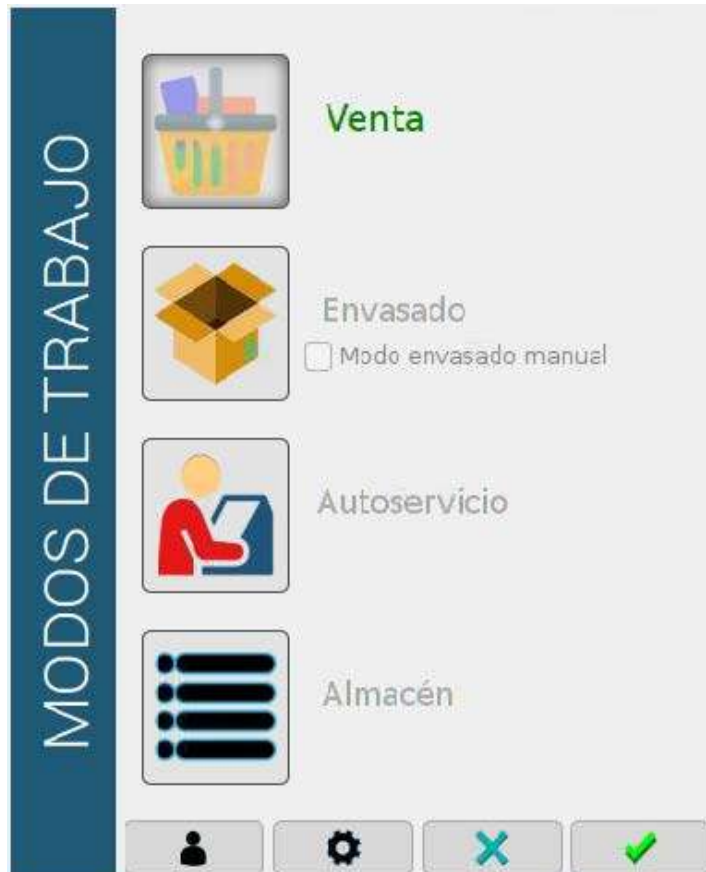 MODOS DE TRABAJO
Venta
Envasado
Modo envasado manual
Autoservicio
Almacén